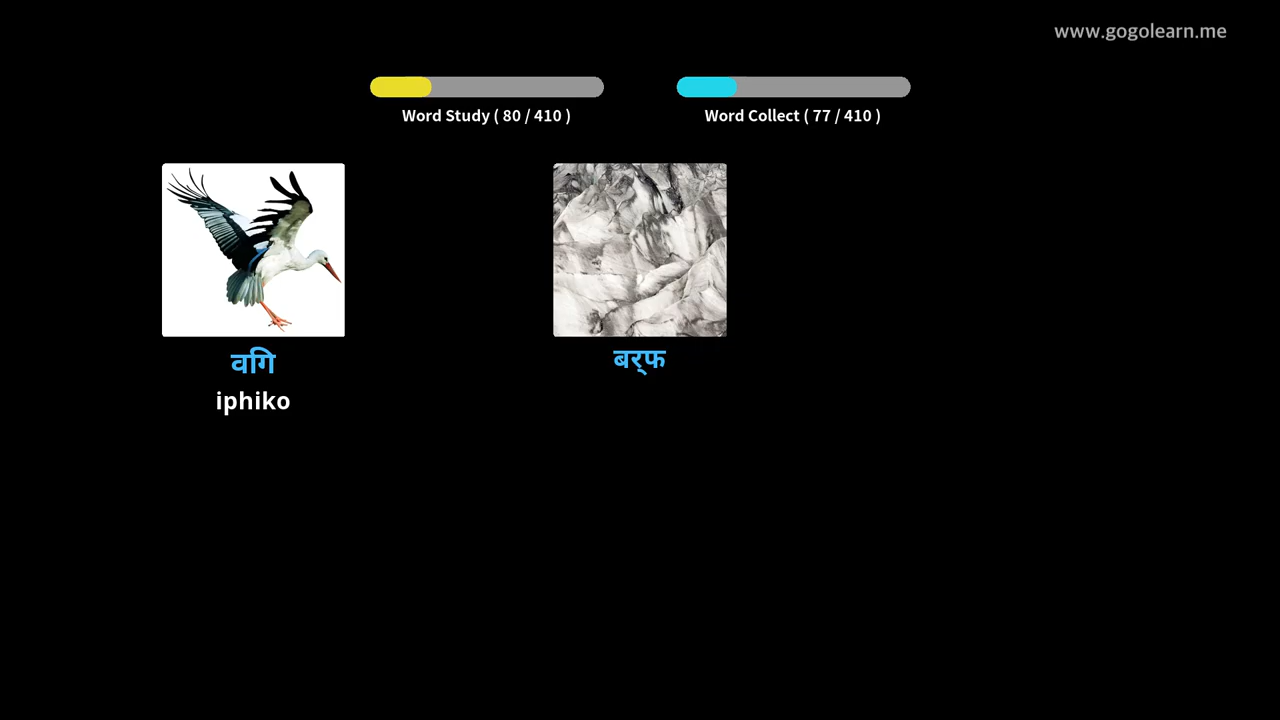 www.gogolearn.me
Word Study ( 80 / 410 )
Word Collect ( 77 / 410 )
वगि
बर्‌फ
iphiko